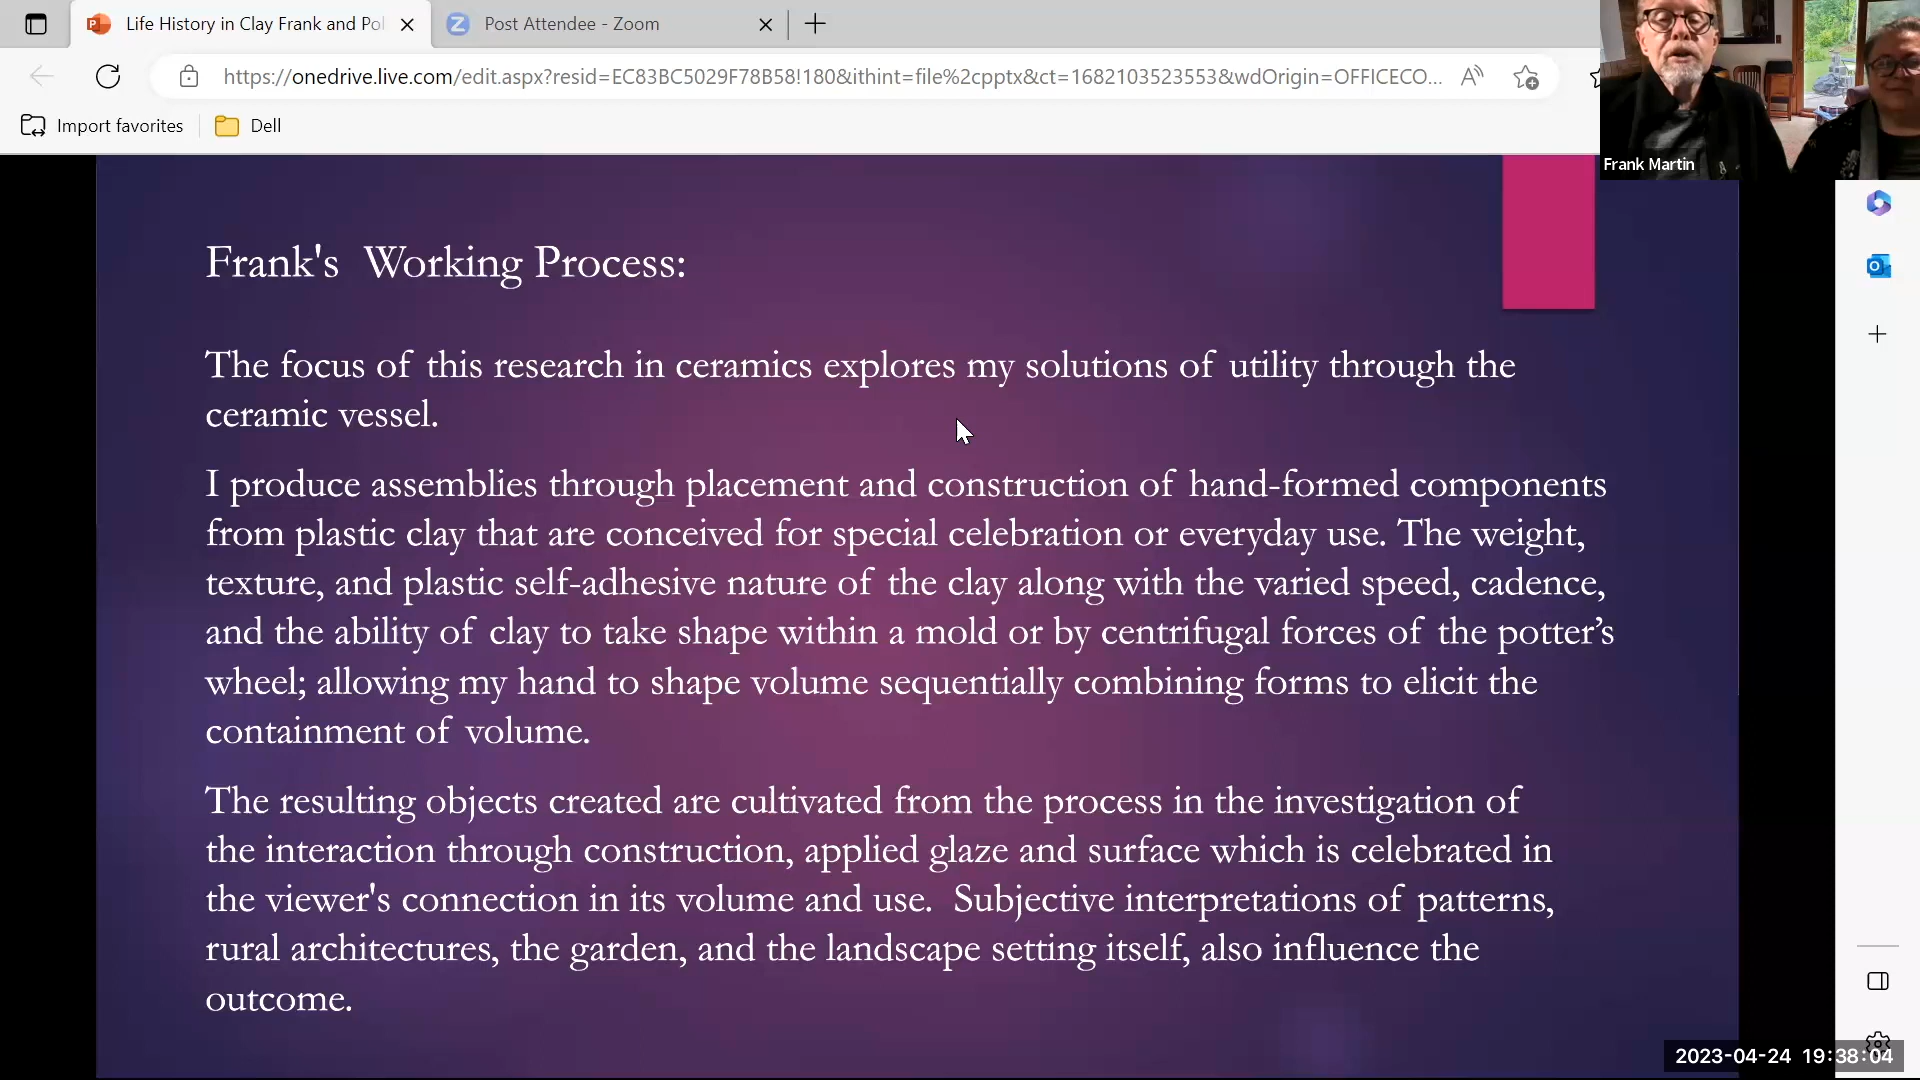 Life History in Clay Frank and Pol
Post Attendee - Zoom
https://onedrive.live.com/edit.aspx?resid=EC83BC5029F78B58!180&ithint=file%2cpptx&ct=1682103523553&wdOrigin=OFFICECO...
Import favorites
Dell
Frank Martin
Frank's Working Process:
The focus of this research in ceramics explores my solutions of utility through the
ceramic vessel.
I produce assemblies through placement and construction of hand-formed components
from plastic clay that are conceived for special celebration or everyday use. The weight,
texture, and plastic self-adhesive nature of the clay along with the varied speed, cadence,
and the ability of clay to take shape within a mold or by centrifugal forces of the potter’s
wheel; allowing my hand to shape volume sequentially combining forms to elicit the
containment of volume.
The resulting objects created are cultivated from the process in the investigation of
the interaction through construction, applied glaze and surface which is celebrated in
the viewer's connection in its volume and use. Subjective interpretations of patterns,
rural architectures, the garden, and the landscape setting itself, also influence the
outcome.
2023-04-24 19:38:04